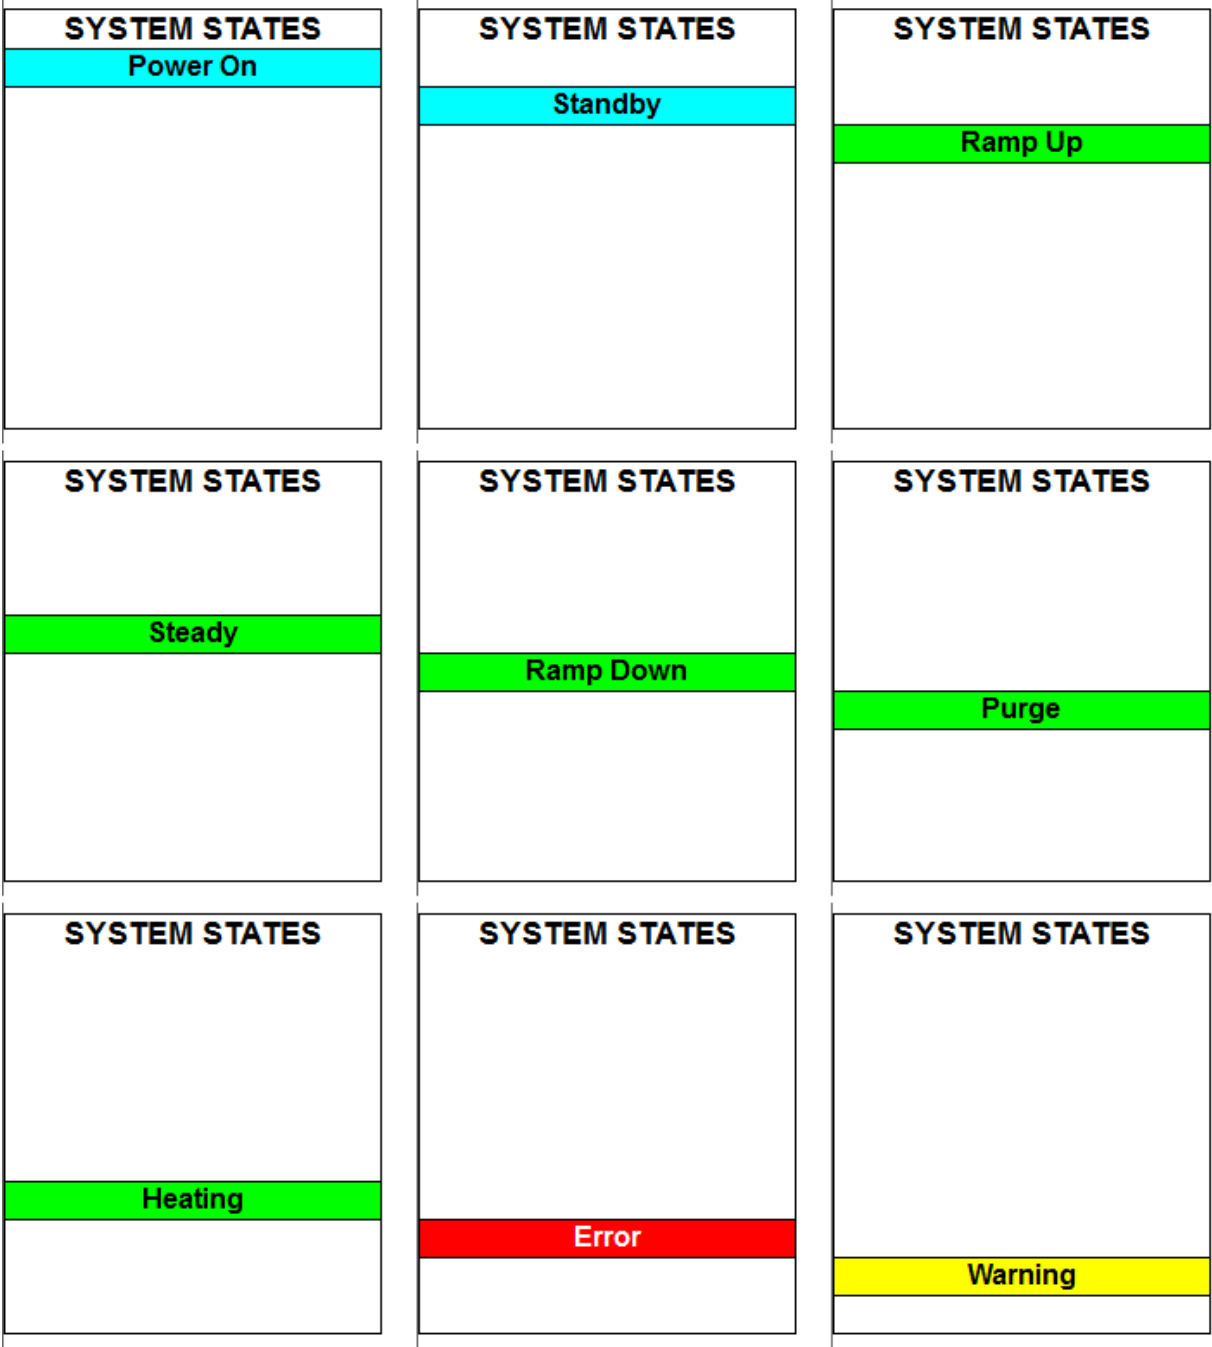 SYSTEM STATES
Power On
SYSTEM STATES
Standby
SYSTEM STATES
Ramp Up
SYSTEM STATES
Steady
SYSTEM STATES
Ramp Down
SYSTEM STATES
Purge
SYSTEM STATES
Heating
SYSTEM STATES
Error
SYSTEM STATES
Warning